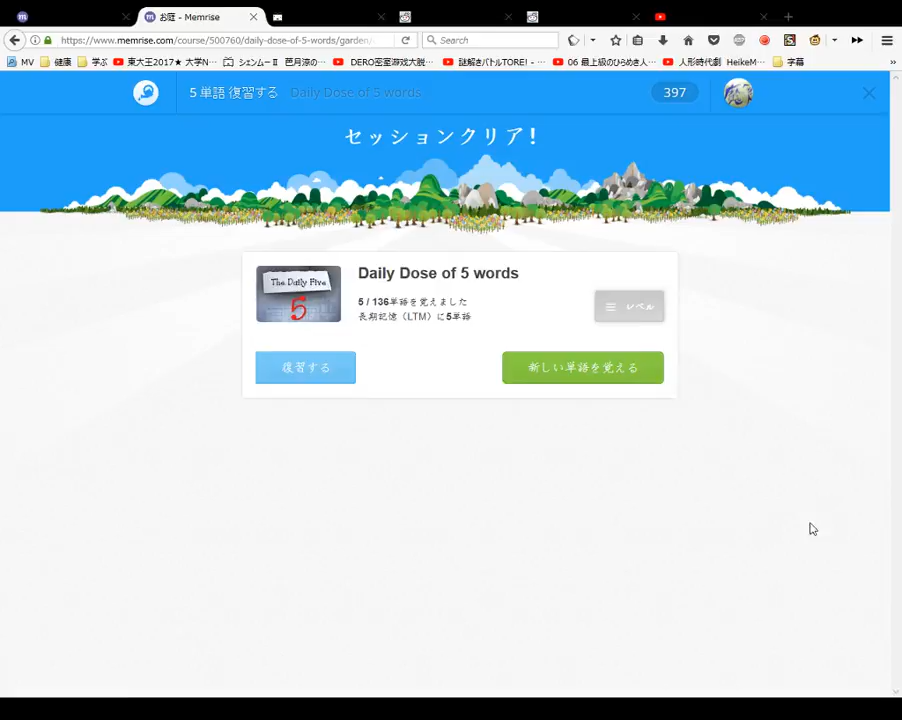 お庭 - Memrise
https://www.memrise.com/course/500760/daily-dose-of-5-words/garden/
Search
MV
健康
学ぶ
東大王2017★ 大学N…
シェンムーⅡ 芭月涼の…
DERO密室游戏大脱…
謎解きバトルTORE! - …
06 最上級のひらめき人…
人形時代劇 HeikeM…
字幕
5 単語 復習する Daily Dose of 5 words
397
セッションクリア!
The Daily Five
5
Daily Dose of 5 words
5 / 136単語を覚えました
長期記憶(LTM)に5単語
レベル
復習する
新しい単語を覚える